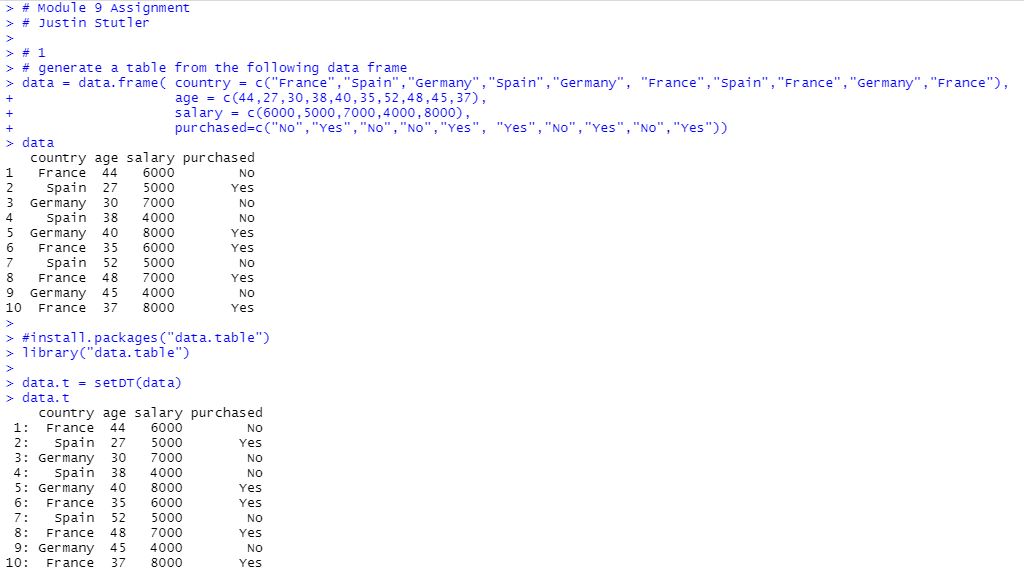 > # Module 9 Assignment
> # Justin Stutler
>
> # 1
> # generate a table from the following data frame
> data = data.frame( country = c("France","Spain","Germany","Spain","Germany", "France","Spain","France","Germany","France"),
+                    age = c(44,27,30,38,40,35,52,48,45,37),
+                    salary = c(6000,5000,7000,4000,8000),
+                    purchased=c("No","Yes","No","No","Yes", "Yes","No","Yes","No","Yes"))
> data
   country age salary purchased
1   France  44   6000        No
2    Spain  27   5000       Yes
3  Germany  30   7000        No
4    Spain  38   4000        No
5  Germany  40   8000       Yes
6   France  35   6000       Yes
7    Spain  52   5000        No
8   France  48   7000       Yes
9  Germany  45   4000        No
10  France  37   8000       Yes
>
> #install.packages("data.table")
> library("data.table")
>
> data.t = setDT(data)
> data.t
    country age salary purchased
 1:  France  44   6000        No
 2:   Spain  27   5000       Yes
 3: Germany  30   7000        No
 4:   Spain  38   4000        No
 5: Germany  40   8000       Yes
 6:  France  35   6000       Yes
 7:   Spain  52   5000        No
 8:  France  48   7000       Yes
 9: Germany  45   4000        No
10:  France  37   8000       Yes